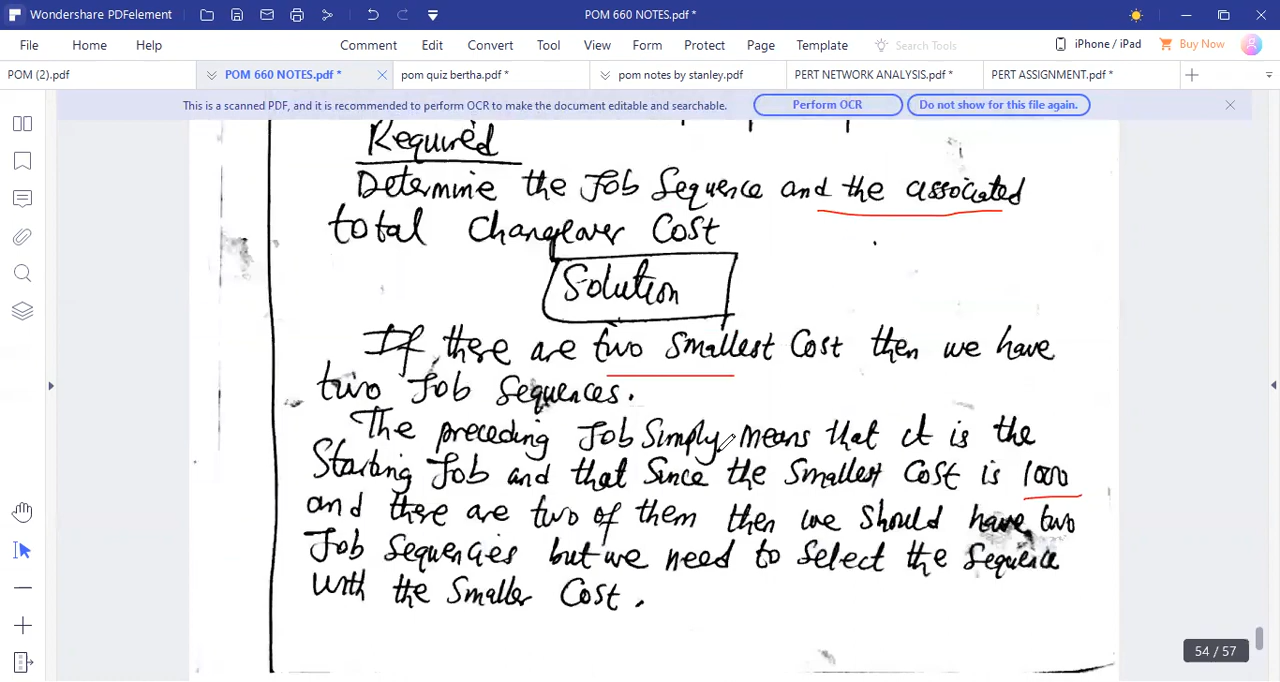 Wondershare PDFelement
POM 660 NOTES.pdf *
File Home Help Comment Edit Convert Tool View Form Protect Page Template Search Tools iPhone / iPad Buy Now
POM (2).pdf POM 660 NOTES.pdf * pom quiz bertha.pdf * pom notes by stanley.pdf PERT NETWORK ANALYSIS.pdf * PERT ASSIGNMENT.pdf *
This is a scanned PDF, and it is recommended to perform OCR to make the document editable and searchable. Perform OCR Do not show for this file again.
Required
Determine the Job Sequence and the associated
total Changeover Cost
Solution
If there are two smallest Cost then we have
two Job Sequences.
The preceding Job Simply means that it is the
Starting Job and that Since the Smallest Cost is 1000
and there are two of them then we should have two
Job Sequencies but we need to select the Sequence
with the Smaller Cost.
54 / 57